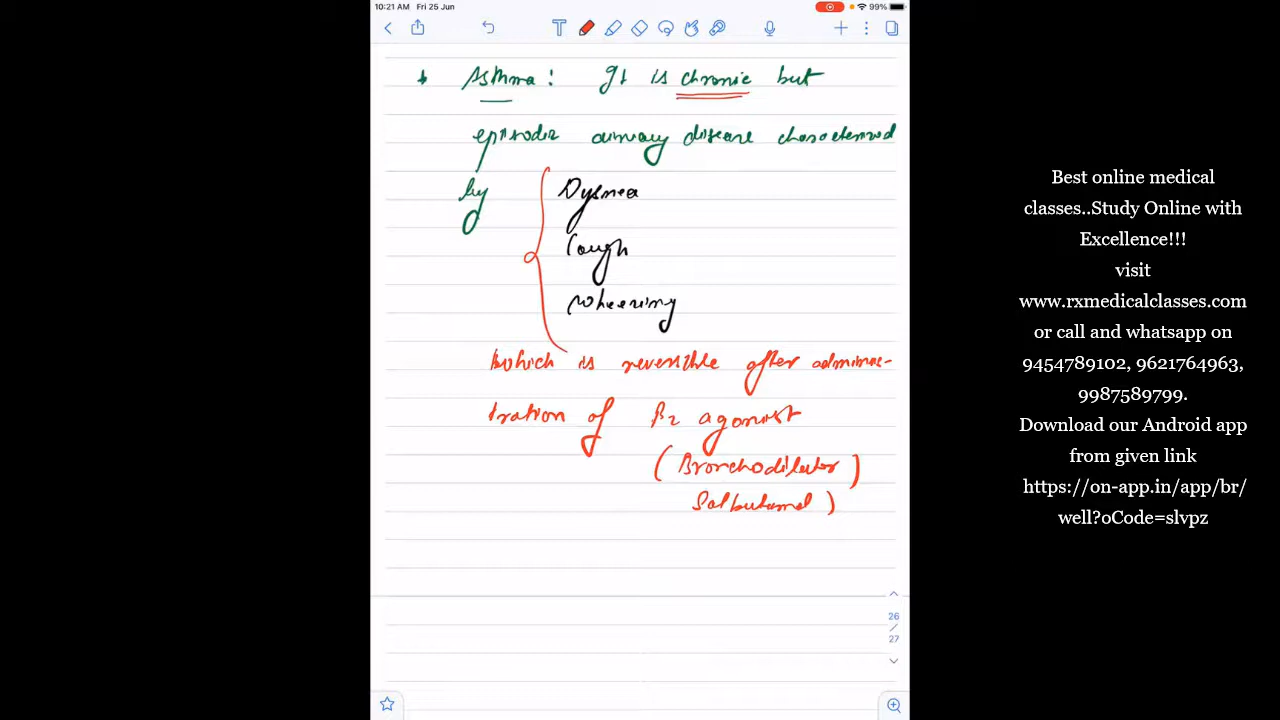 10:21 AM Fri 25 Jun
99%
Asthma: It is chronic but
episodic airway disease characterized
by
Dyspnea
Cough
Wheezing
Which is reversible after adminis-
tration of β2 agonist
(Bronchodilator)
Salbutamol)
26
/
27
Best online medical
classes..Study Online with
Excellence!!!
visit
www.rxmedicalclasses.com
or call and whatsapp on
9454789102, 9621764963,
9987589799.
Download our Android app
from given link
https://on-app.in/app/br/
well?oCode=slvpz